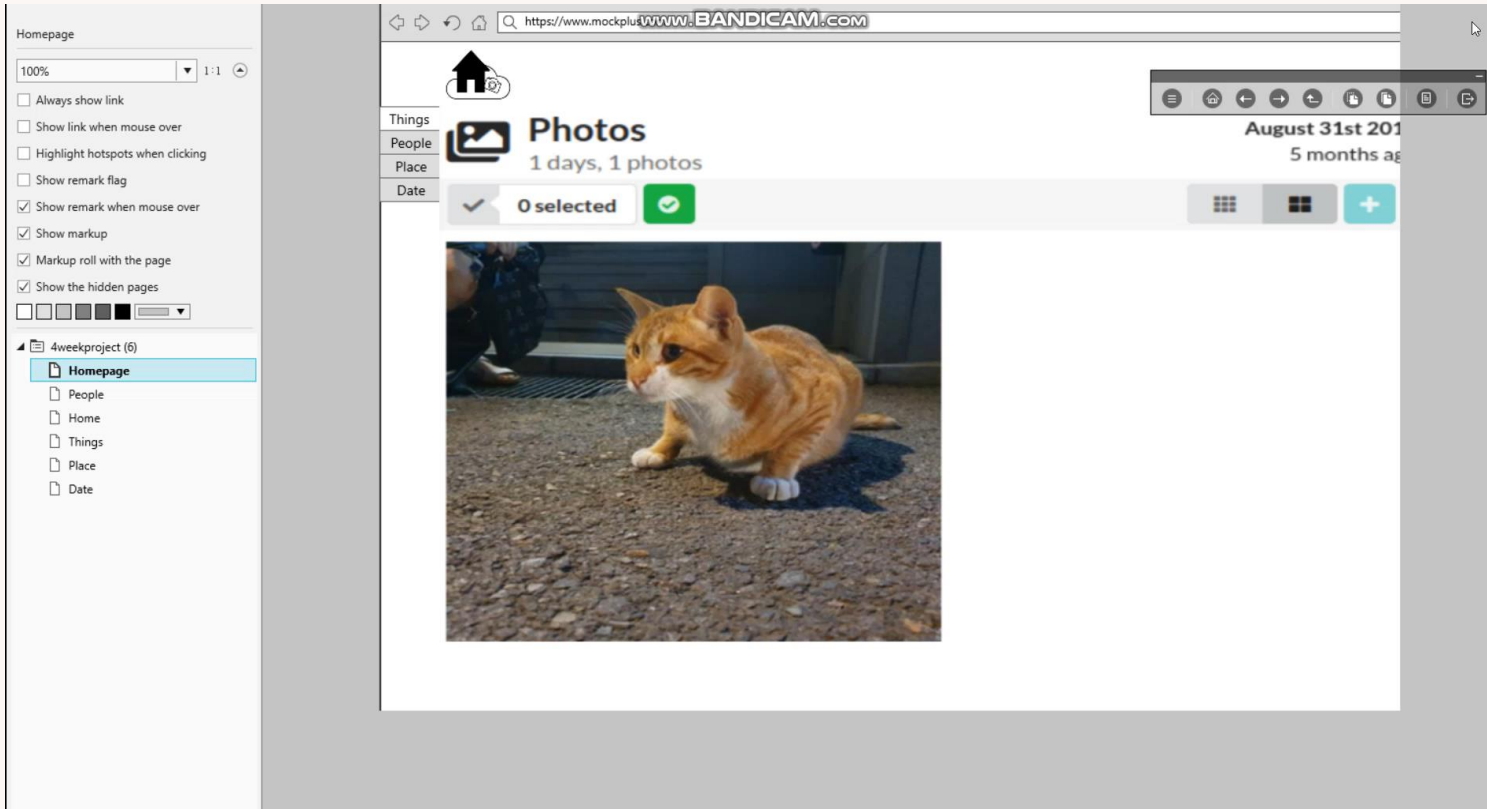 Homepage
100%
1:1
Always show link
Show link when mouse over
Highlight hotspots when clicking
Show remark flag
Show remark when mouse over
Show markup
Markup roll with the page
Show the hidden pages
4weekproject (6)
Homepage
People
Home
Things
Place
Date
https://www.mockplus
www.BANDICAM.com
Things
People
Place
Date
Photos
1 days, 1 photos
August 31st 201
5 months ag
0 selected